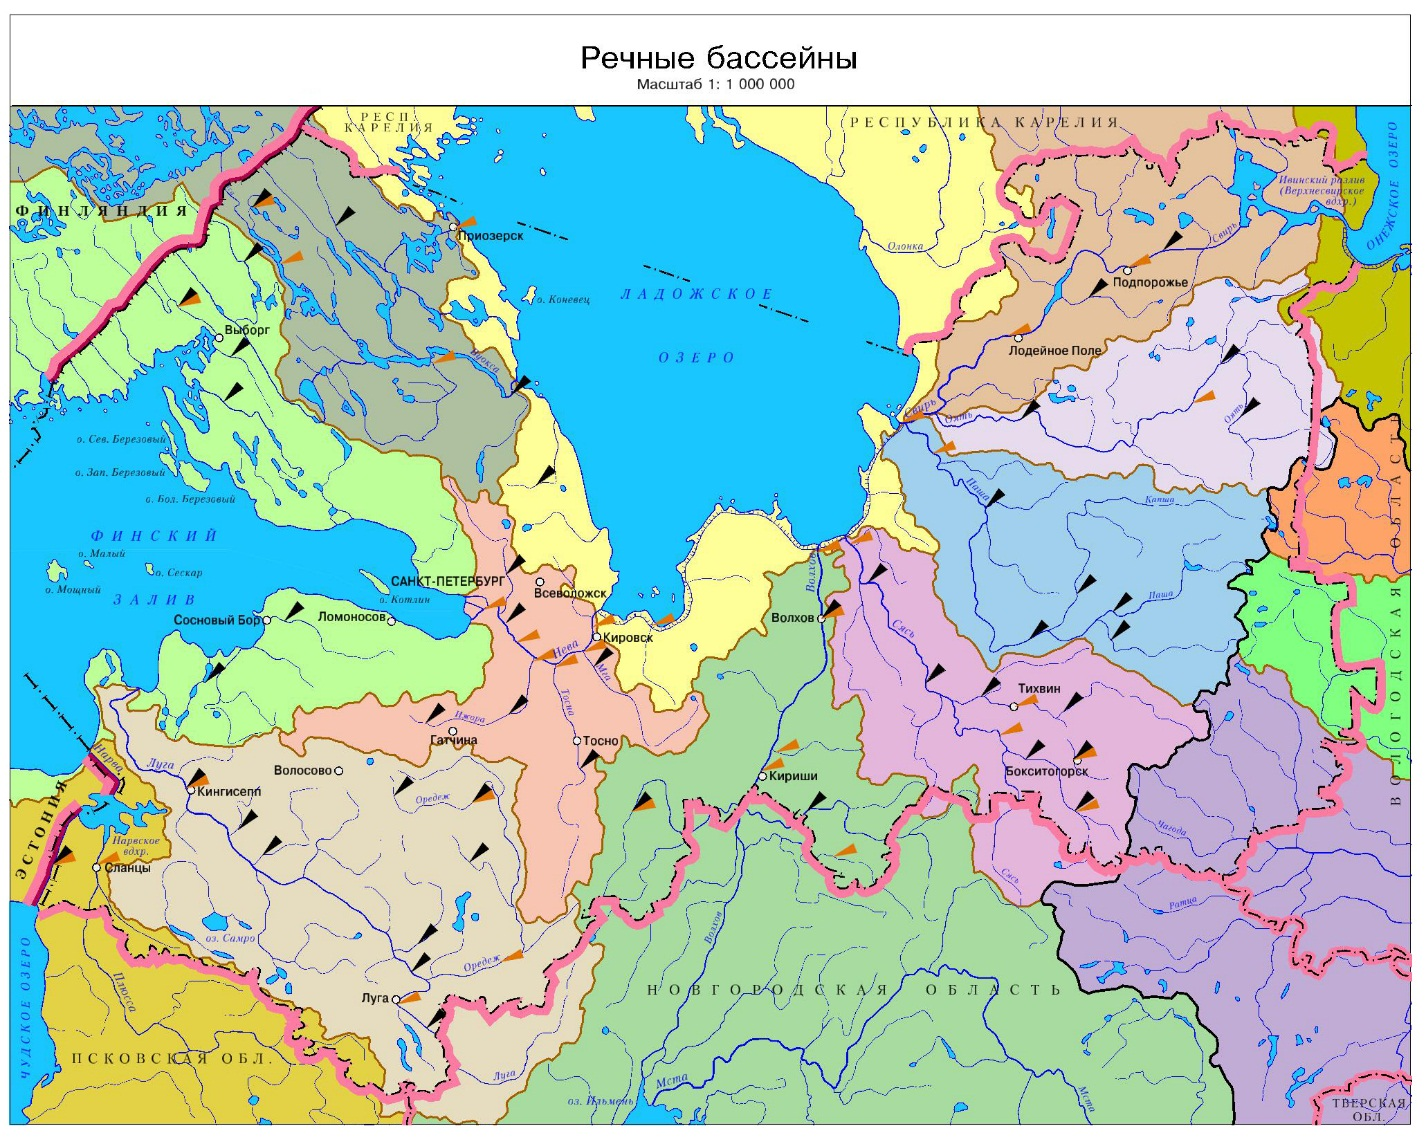 Речные бассейны
Масштаб 1: 1 000 000
РЕСП.
КАРЕЛИЯ
РЕСПУБЛИКА КАРЕЛИЯ
ОНЕЖСКОЕ ОЗЕРО
Ивинский разлив
(Верхнесвирское
вдхр.)
ФИНЛЯНДИЯ
Приозерск
Олонка
Свирь
Подпорожье
ЛАДОЖСКОЕ
о. Коневец
Выборг
Лодейное Поле
ОЗЕРО
Вуокса
Свирь
Оять
Оять
о. Сев. Березовый
о. Зап. Березовый
о. Бол. Березовый
Паша
Капша
ФИНСКИЙ
о. Малый
о. Сескар
о. Мощный
ЗАЛИВ
САНКТ-ПЕТЕРБУРГ
о. Котлин
Всеволожск
Волхов
Паша
Сосновый Бор
Ломоносов
Волхов
Кировск
Сясь
Нева
Мга
Тихвин
Тосна
Ижора
Гатчина
Тосно
Нарва
Луга
Волосово
Кириши
Бокситогорск
Кингисепп
Оредеж
ВОЛОГОДСКАЯ ОБЛАСТЬ
ЭСТОНИЯ
Нарвское
вдхр.
Чагода
Сланцы
Сясь
Ратца
оз. Самро
Волхов
Оредеж
Луга
НОВГОРОДСКАЯ ОБЛАСТЬ
Плюсса
ЧУДСКОЕ ОЗЕРО
ПСКОВСКАЯ ОБЛ.
Луга
Мста
Мста
оз. Ильмень
ТВЕРСКАЯ
ОБЛ.